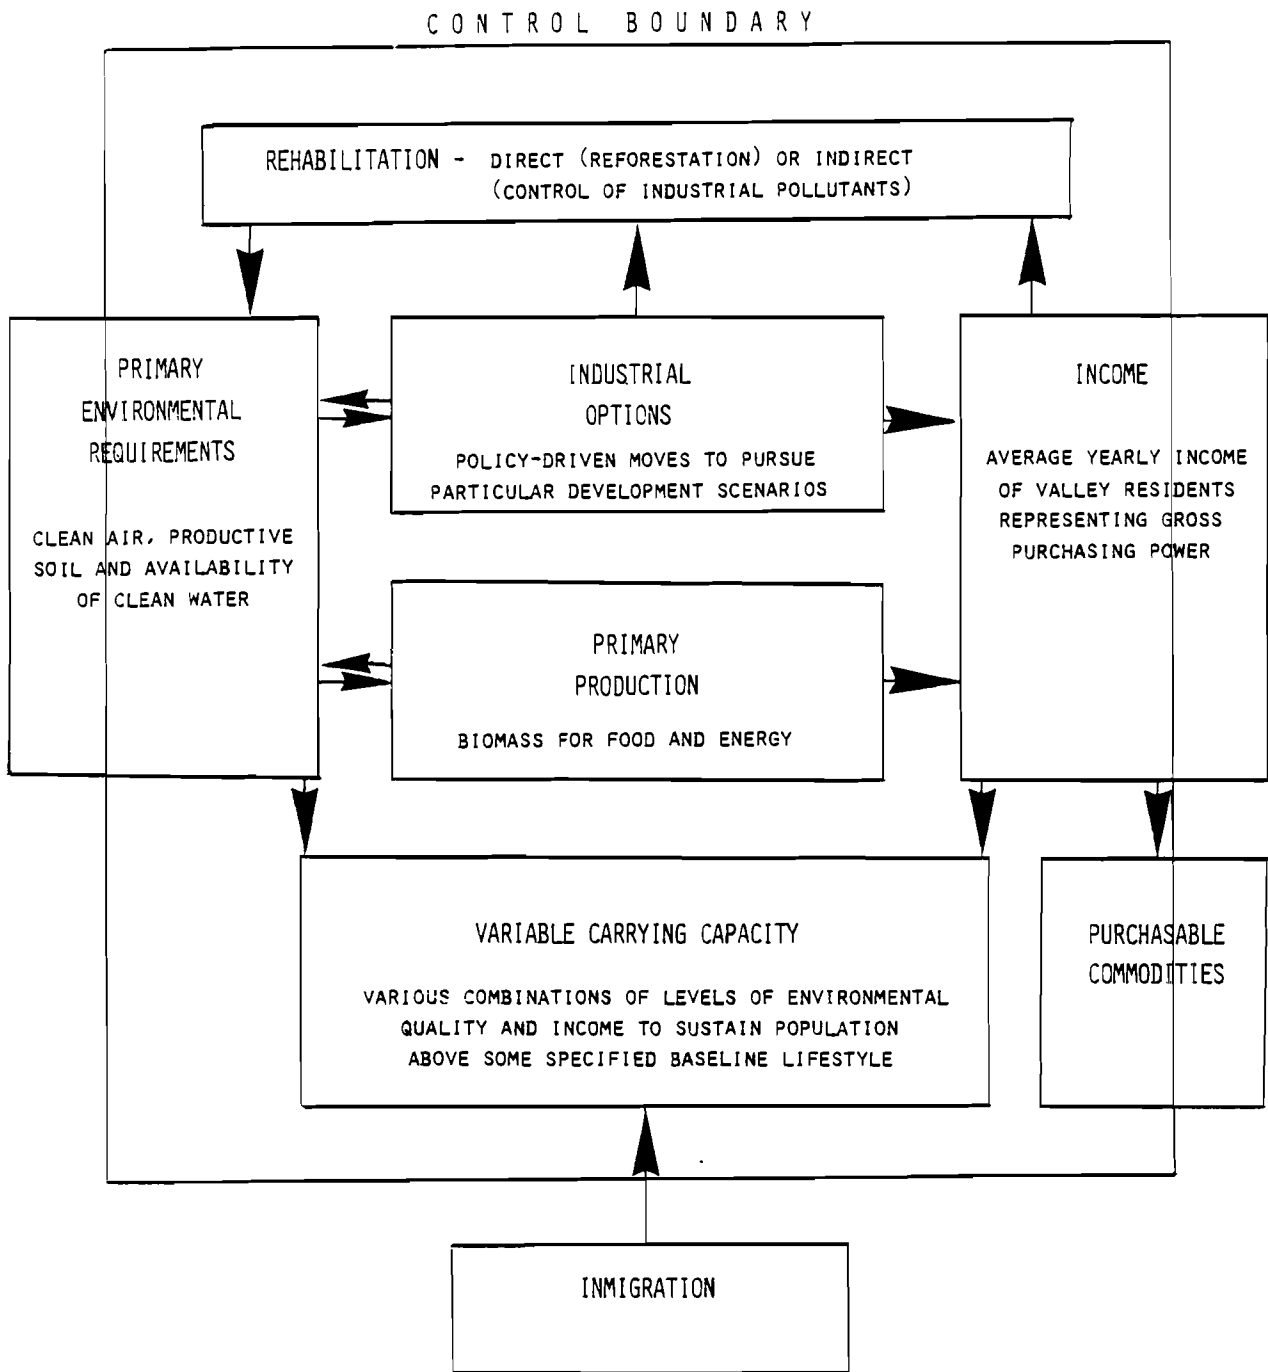 CONTROL BOUNDARY
REHABILITATION - DIRECT (REFORESTATION) OR INDIRECT
(CONTROL OF INDUSTRIAL POLLUTANTS)
PRIMARY
ENVIRONMENTAL
REQUIREMENTS
CLEAN AIR, PRODUCTIVE
SOIL AND AVAILABILITY
OF CLEAN WATER
INDUSTRIAL
OPTIONS
POLICY-DRIVEN MOVES TO PURSUE
PARTICULAR DEVELOPMENT SCENARIOS
INCOME
AVERAGE YEARLY INCOME
OF VALLEY RESIDENTS
REPRESENTING GROSS
PURCHASING POWER
PRIMARY
PRODUCTION
BIOMASS FOR FOOD AND ENERGY
VARIABLE CARRYING CAPACITY
VARIOUS COMBINATIONS OF LEVELS OF ENVIRONMENTAL
QUALITY AND INCOME TO SUSTAIN POPULATION
ABOVE SOME SPECIFIED BASELINE LIFESTYLE
PURCHASABLE
COMMODITIES
INMIGRATION